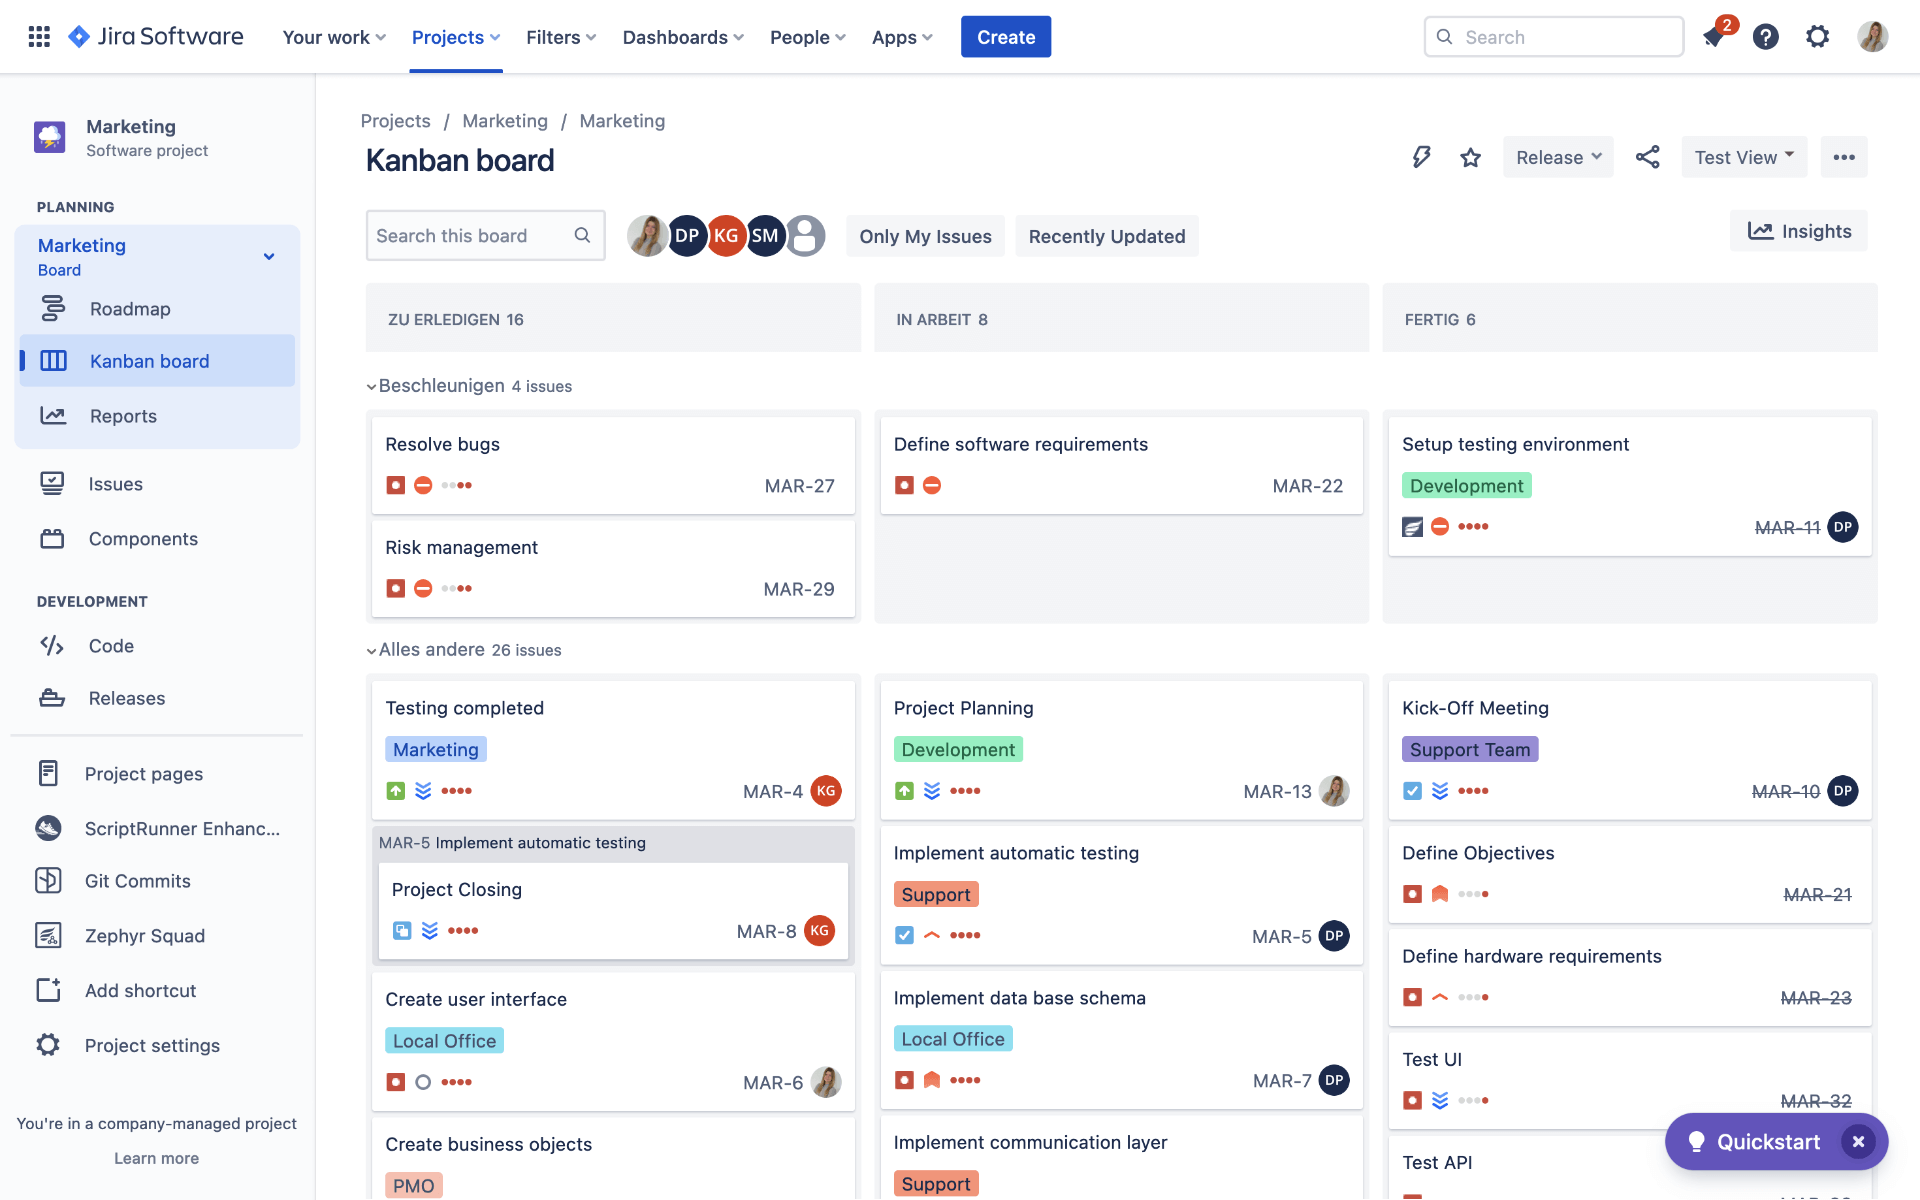 Jira Software
Your work
Projects
Filters
Dashboards
People
Apps
Create
Search
2
Marketing
Software project
PLANNING
Marketing
Board
Roadmap
Kanban board
Reports
Issues
Components
DEVELOPMENT
Code
Releases
Project pages
ScriptRunner Enhanc...
Git Commits
Zephyr Squad
Add shortcut
Project settings
You're in a company-managed project
Learn more
Projects / Marketing / Marketing
Kanban board
Release
Test View
Search this board
DP
KG
SM
Only My Issues
Recently Updated
Insights
ZU ERLEDIGEN 16
IN ARBEIT 8
FERTIG 6
Beschleunigen 4 issues
Resolve bugs
MAR-27
Risk management
MAR-29
Define software requirements
MAR-22
Setup testing environment
Development
MAR-11 DP
Alles andere 26 issues
Testing completed
Marketing
MAR-4 KG
MAR-5 Implement automatic testing
Project Closing
MAR-8 KG
Create user interface
Local Office
MAR-6
Create business objects
PMO
Project Planning
Development
MAR-13
Implement automatic testing
Support
MAR-5 DP
Implement data base schema
Local Office
MAR-7 DP
Implement communication layer
Support
Kick-Off Meeting
Support Team
MAR-10 DP
Define Objectives
MAR-21
Define hardware requirements
MAR-23
Test UI
MAR-32
Test API
Quickstart